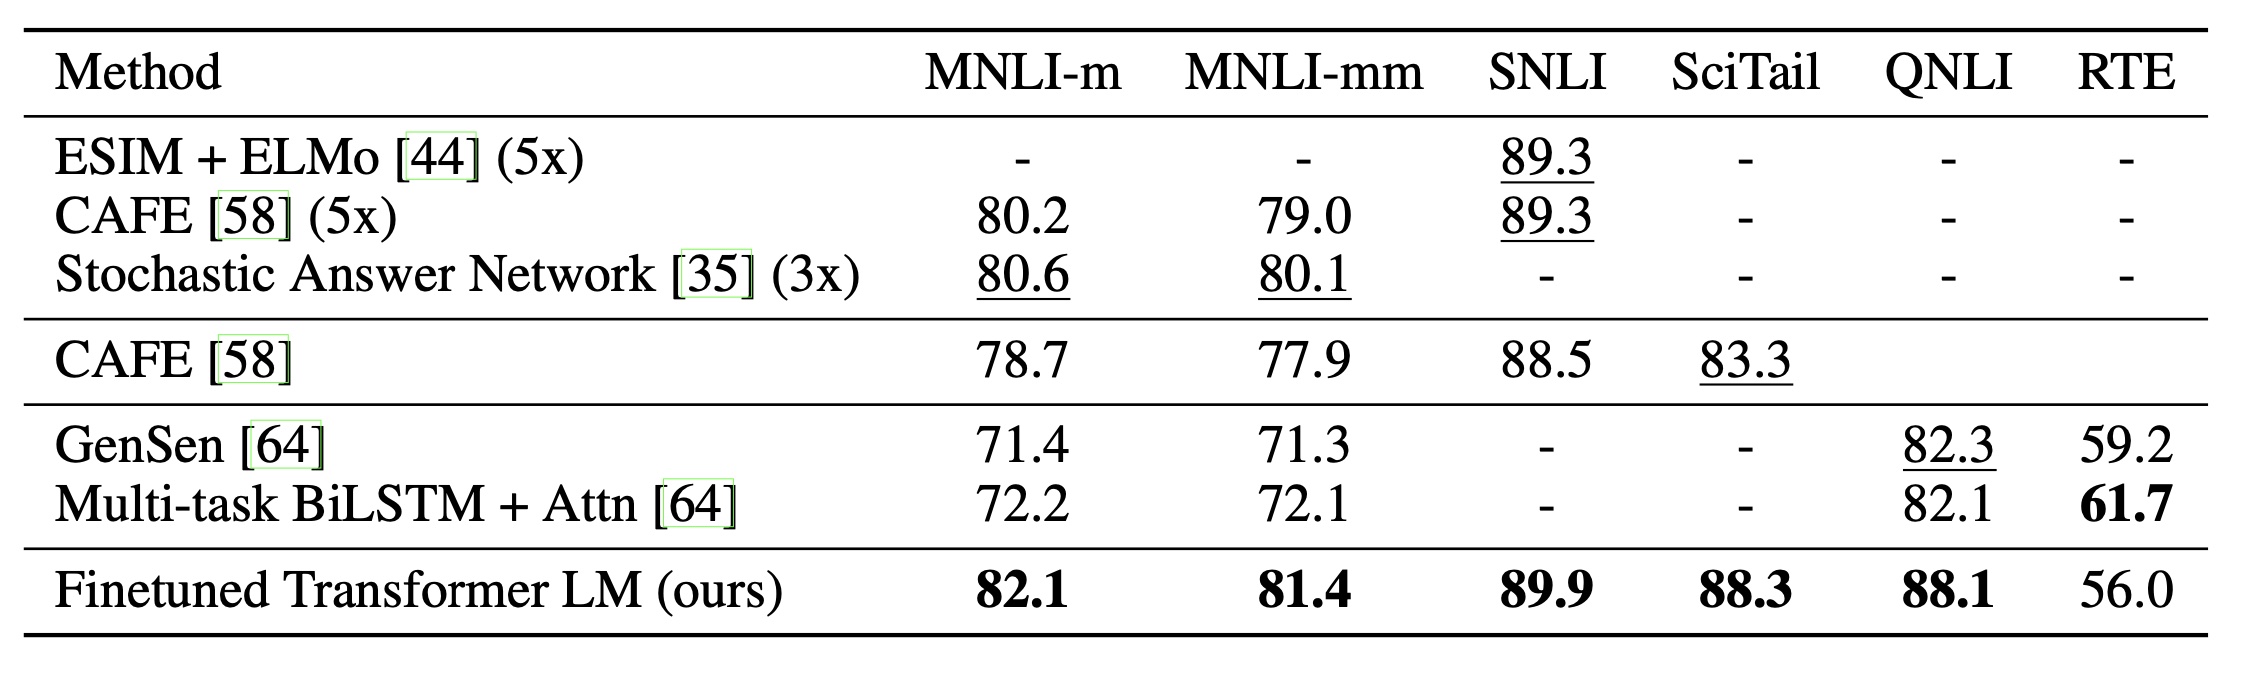 Method MNLI-m MNLI-mm SNLI SciTail QNLI RTE
ESIM + ELMo [44] (5x) - - 89.3 - - -
CAFE [58] (5x) 80.2 79.0 89.3 - - -
Stochastic Answer Network [35] (3x) 80.6 80.1 - - - -
CAFE [58] 78.7 77.9 88.5 83.3
GenSen [64] 71.4 71.3 - - 82.3 59.2
Multi-task BiLSTM + Attn [64] 72.2 72.1 - - 82.1 61.7
Finetuned Transformer LM (ours) 82.1 81.4 89.9 88.3 88.1 56.0